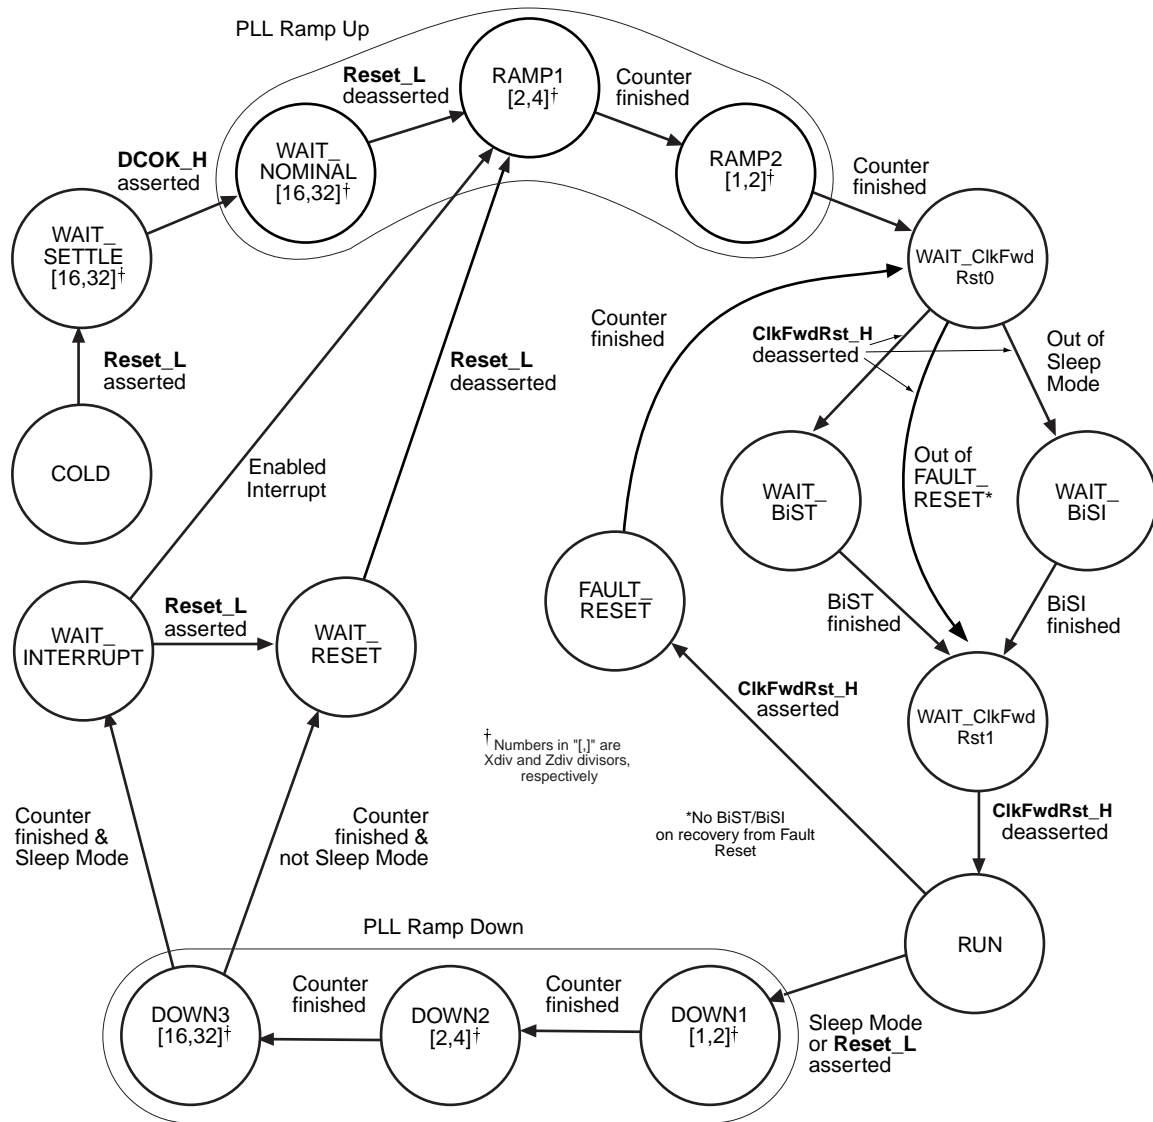 PLL Ramp Up
RAMP1
[2,4]†
Reset_L
deasserted
Counter
finished
WAIT_
NOMINAL
[16,32]†
RAMP2
[1,2]†
DCOK_H
asserted
Counter
finished
WAIT_
SETTLE
[16,32]†
WAIT_ClkFwd
Rst0
Counter
finished
ClkFwdRst_H
deasserted
Out of
Sleep
Mode
Reset_L
asserted
Reset_L
deasserted
COLD
Enabled
Interrupt
WAIT_
BiST
Out of
FAULT_
RESET*
WAIT_
BiSI
FAULT_
RESET
BiST
finished
BiSI
finished
Reset_L
asserted
WAIT_
INTERRUPT
WAIT_
RESET
ClkFwdRst_H
asserted
WAIT_ClkFwd
Rst1
† Numbers in "[,]" are
Xdiv and Zdiv divisors,
respectively
Counter
finished &
Sleep Mode
Counter
finished &
not Sleep Mode
*No BiST/BiSI
on recovery from Fault
Reset
ClkFwdRst_H
deasserted
RUN
PLL Ramp Down
DOWN3
[16,32]†
Counter
finished
DOWN2
[2,4]†
Counter
finished
DOWN1
[1,2]†
Sleep Mode
or Reset_L
asserted